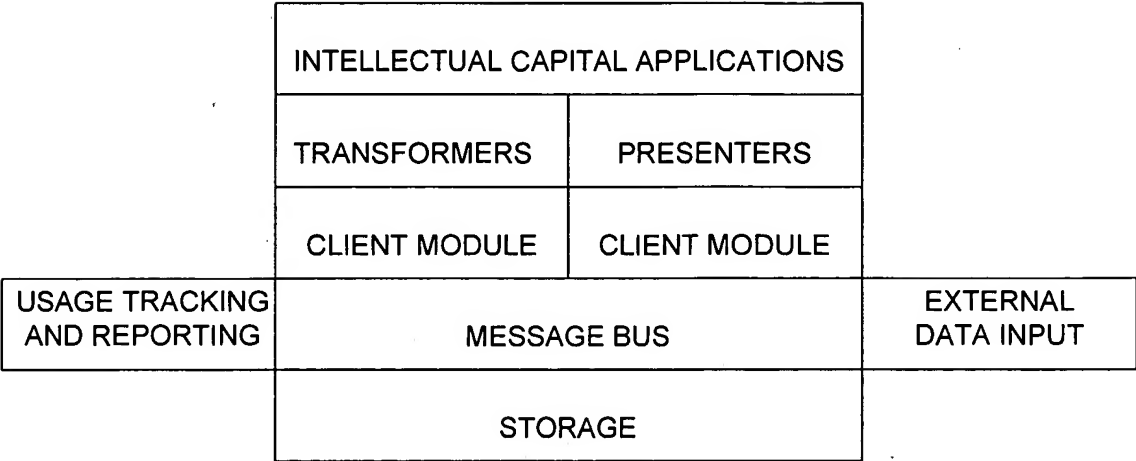 INTELLECTUAL CAPITAL APPLICATIONS
TRANSFORMERS
PRESENTERS
CLIENT MODULE
CLIENT MODULE
USAGE TRACKING
AND REPORTING
MESSAGE BUS
EXTERNAL
DATA INPUT
STORAGE